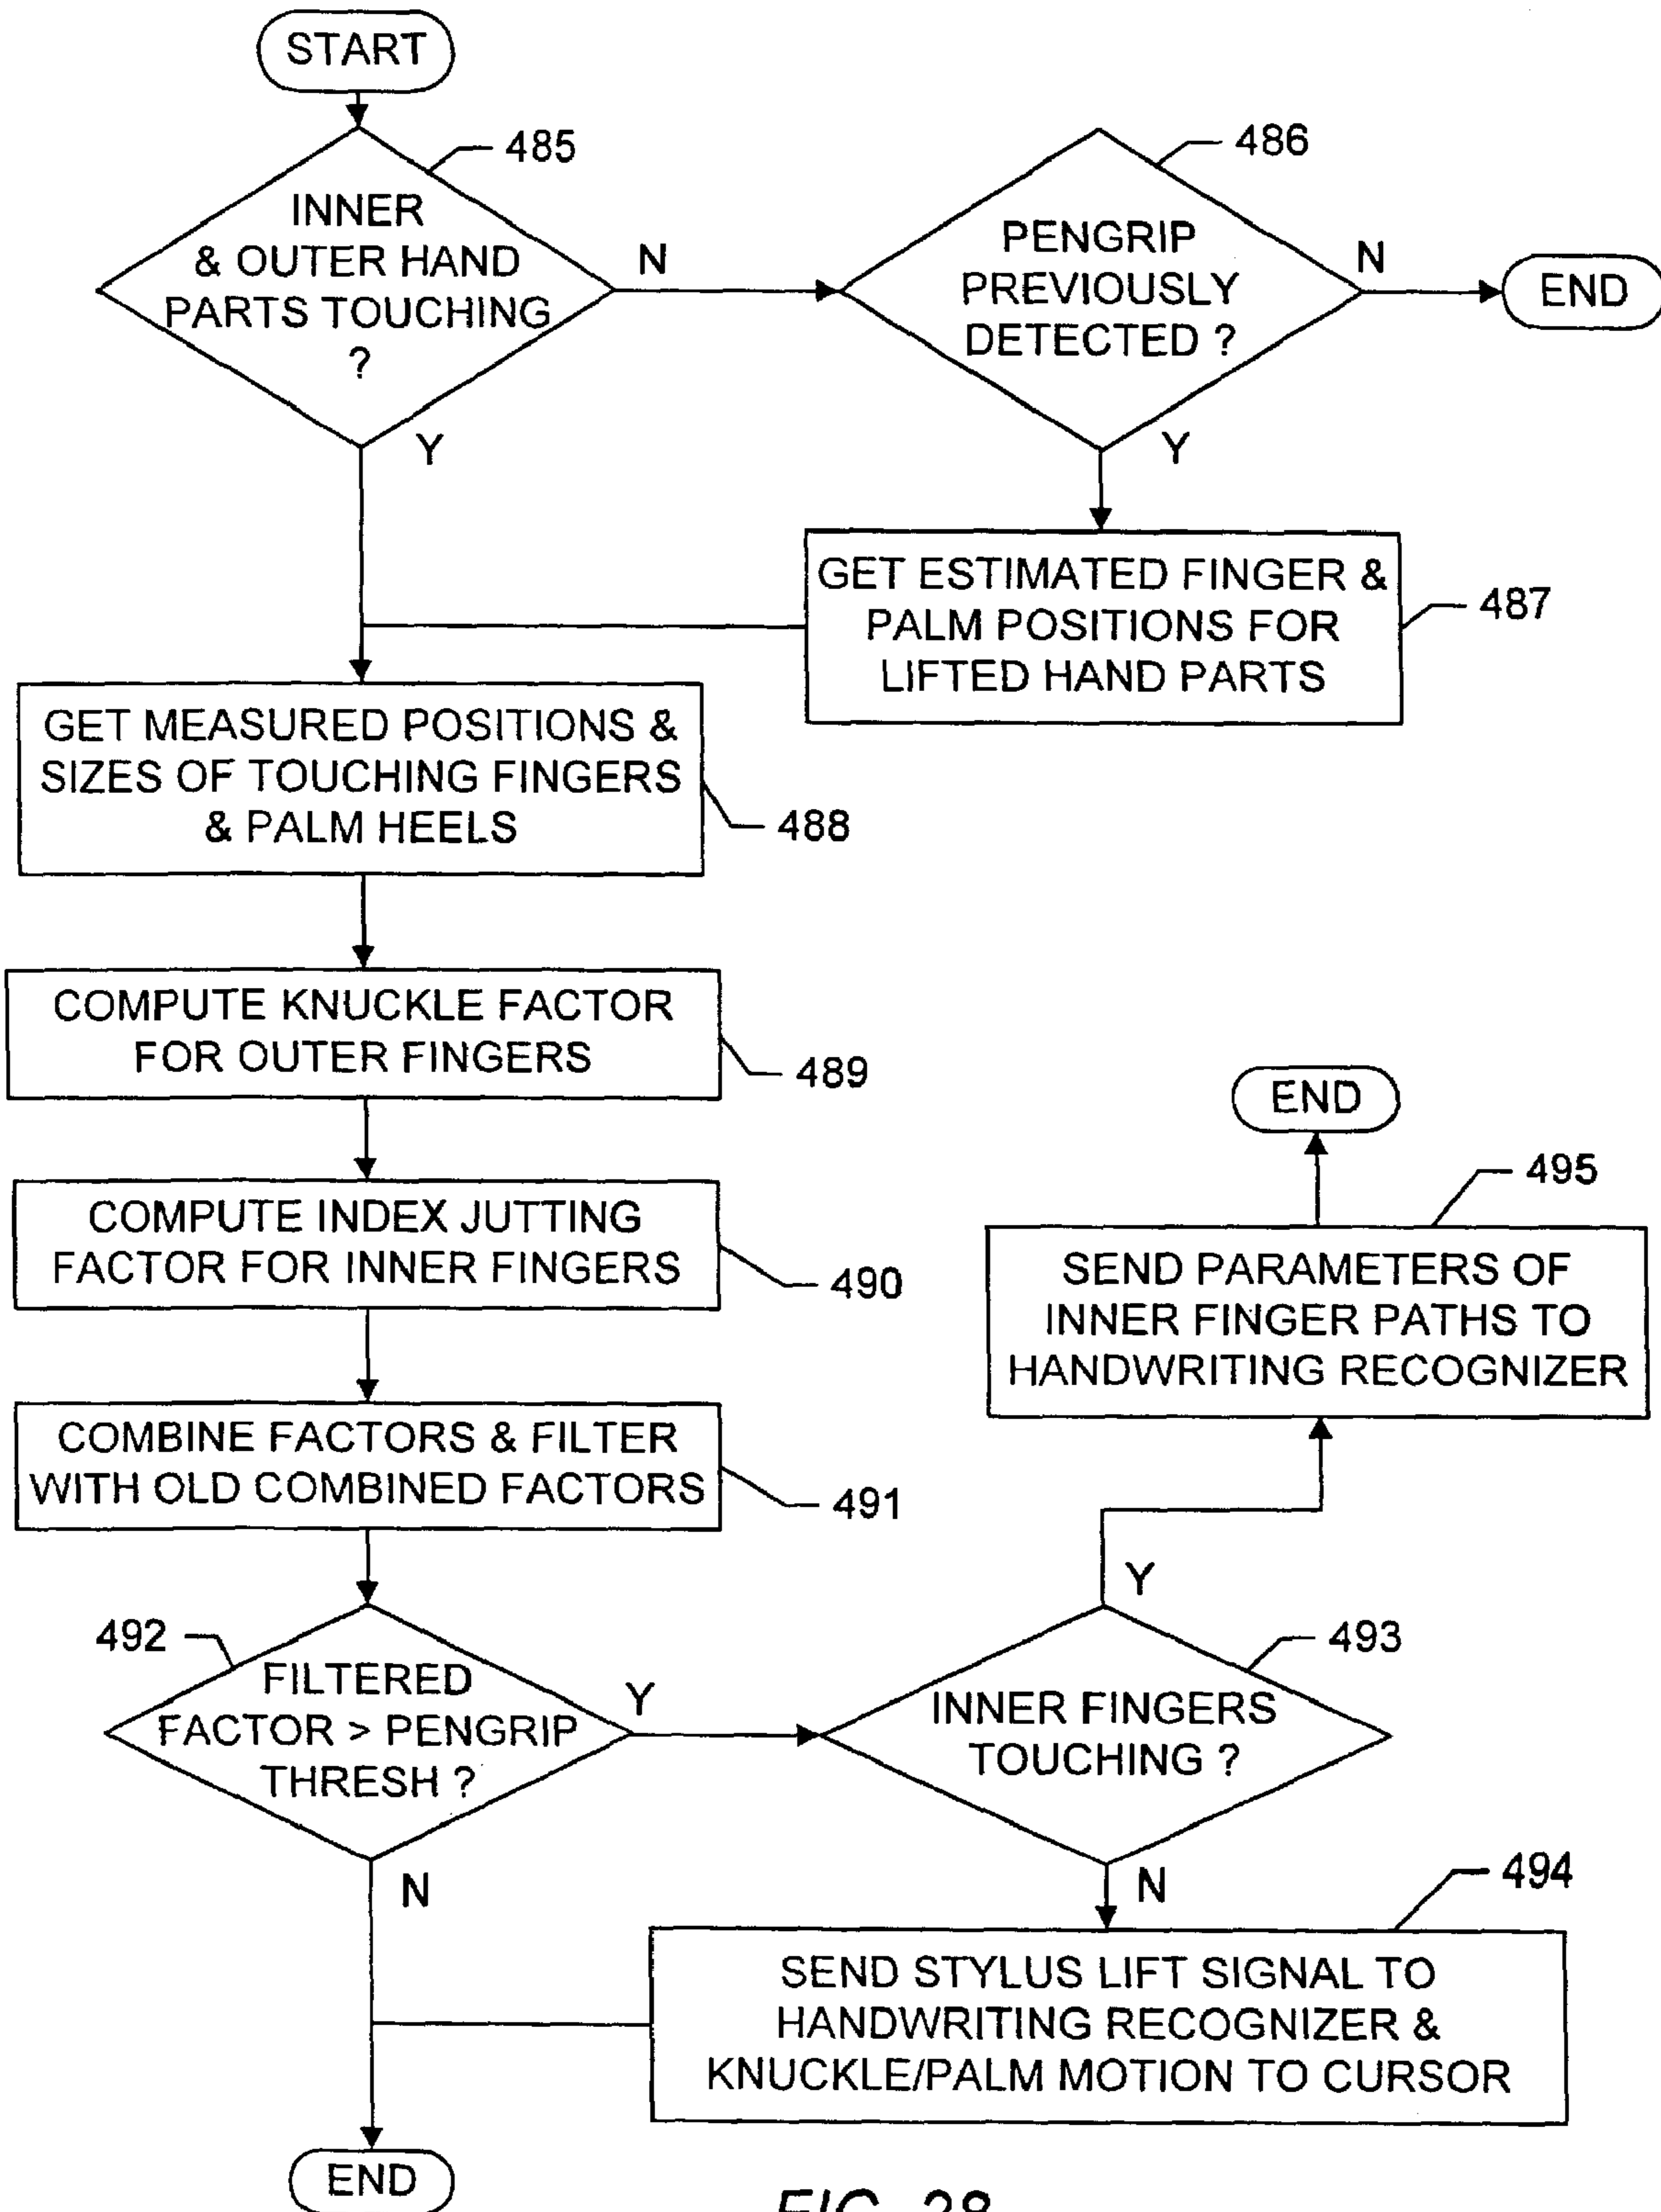 START
485
INNER
& OUTER HAND
PARTS TOUCHING
?
N
Y
486
PENGRIP
PREVIOUSLY
DETECTED ?
N
END
Y
GET ESTIMATED FINGER &
PALM POSITIONS FOR
LIFTED HAND PARTS
487
GET MEASURED POSITIONS &
SIZES OF TOUCHING FINGERS
& PALM HEELS
488
COMPUTE KNUCKLE FACTOR
FOR OUTER FINGERS
489
COMPUTE INDEX JUTTING
FACTOR FOR INNER FINGERS
490
COMBINE FACTORS & FILTER
WITH OLD COMBINED FACTORS
491
492
FILTERED
FACTOR > PENGRIP
THRESH ?
Y
N
493
INNER FINGERS
TOUCHING ?
Y
N
END
495
SEND PARAMETERS OF
INNER FINGER PATHS TO
HANDWRITING RECOGNIZER
494
SEND STYLUS LIFT SIGNAL TO
HANDWRITING RECOGNIZER &
KNUCKLE/PALM MOTION TO CURSOR
END
FIG. 38